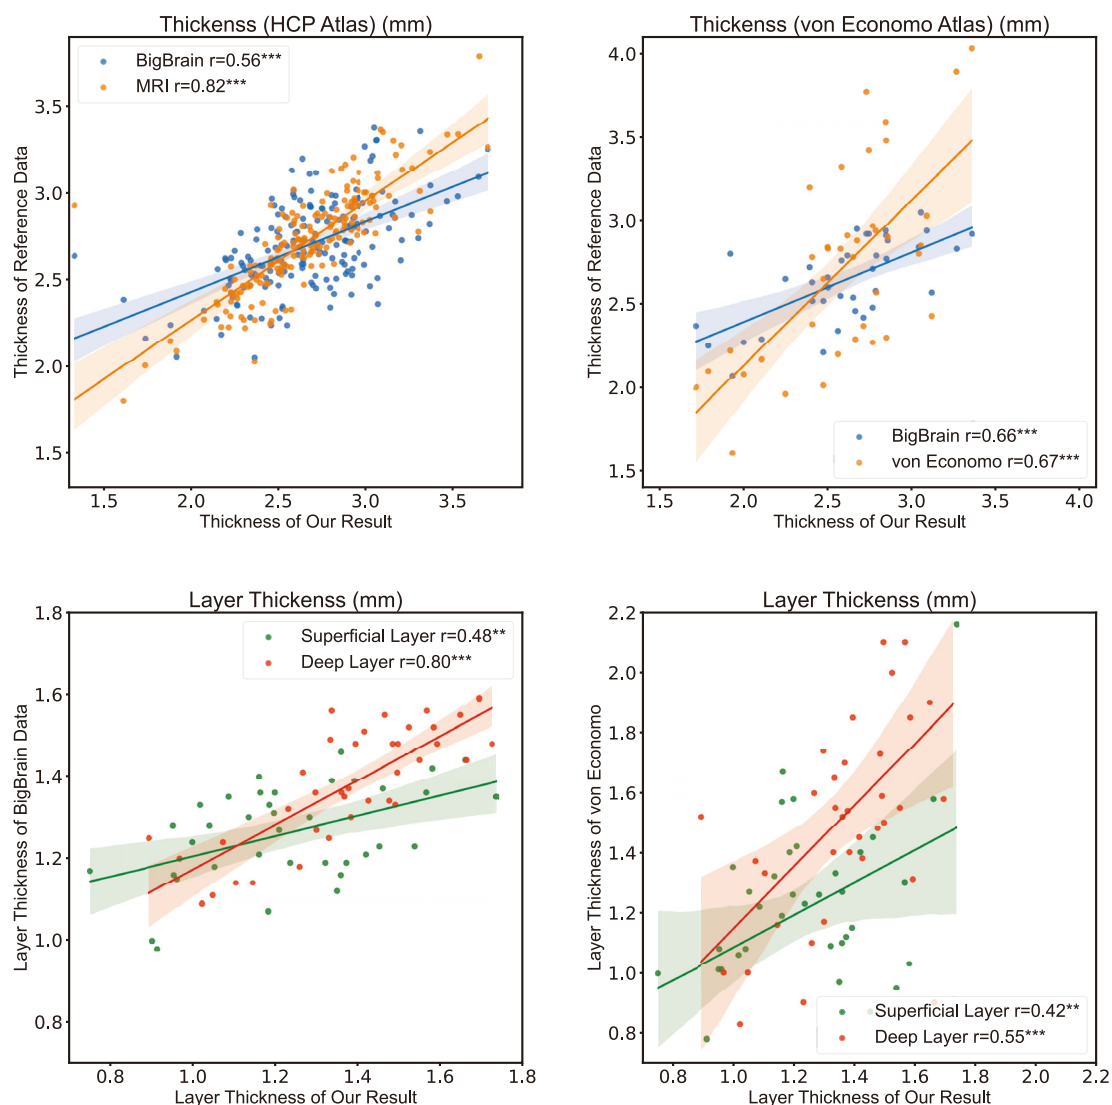 Thickenss (HCP Atlas) (mm)
BigBrain r=0.56***
MRI r=0.82***
Thickness of Reference Data
3.5
3.0
2.5
2.0
1.5
1.5 2.0 2.5 3.0 3.5
Thickness of Our Result
Thickenss (von Economo Atlas) (mm)
Thickness of Reference Data
4.0
3.5
3.0
2.5
2.0
1.5
BigBrain r=0.66***
von Economo r=0.67***
1.5 2.0 2.5 3.0 3.5 4.0
Thickness of Our Result
Layer Thickenss (mm)
Superficial Layer r=0.48**
Deep Layer r=0.80***
Layer Thickness of BigBrain Data
1.8
1.6
1.4
1.2
1.0
0.8
0.8 1.0 1.2 1.4 1.6 1.8
Layer Thickness of Our Result
Layer Thickenss (mm)
Layer Thickness of von Economo
2.2
2.0
1.8
1.6
1.4
1.2
1.0
0.8
Superficial Layer r=0.42**
Deep Layer r=0.55***
0.8 1.0 1.2 1.4 1.6 1.8 2.0 2.2
Layer Thickness of Our Result